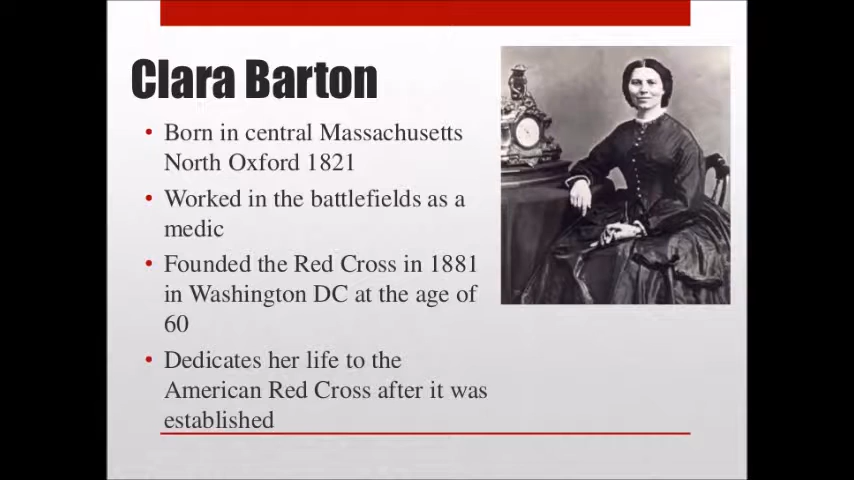 Clara Barton
• Born in central Massachusetts
North Oxford 1821
• Worked in the battlefields as a
medic
• Founded the Red Cross in 1881
in Washington DC at the age of
60
• Dedicates her life to the
American Red Cross after it was
established